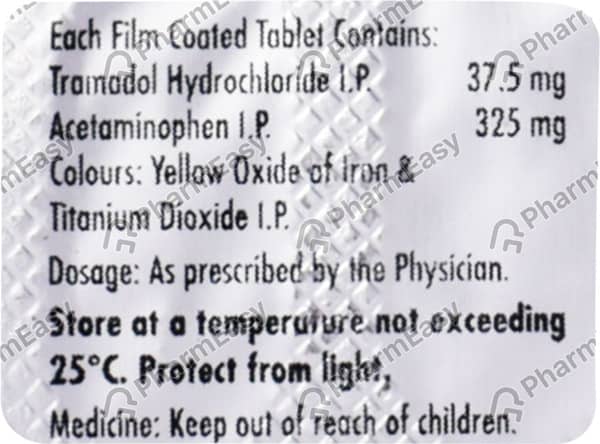 Each Film Coated Tablet Contains:
Tramadol Hydrochloride I.P. 37.5 mg
Acetaminophen I.P. 325 mg
Colours: Yellow Oxide of Iron &
Titanium Dioxide I.P.
Dosage: As prescribed by the Physician.
Store at a temperature not exceeding
25°C. Protect from light,
Medicine: Keep out of reach of children.
PharmEasy